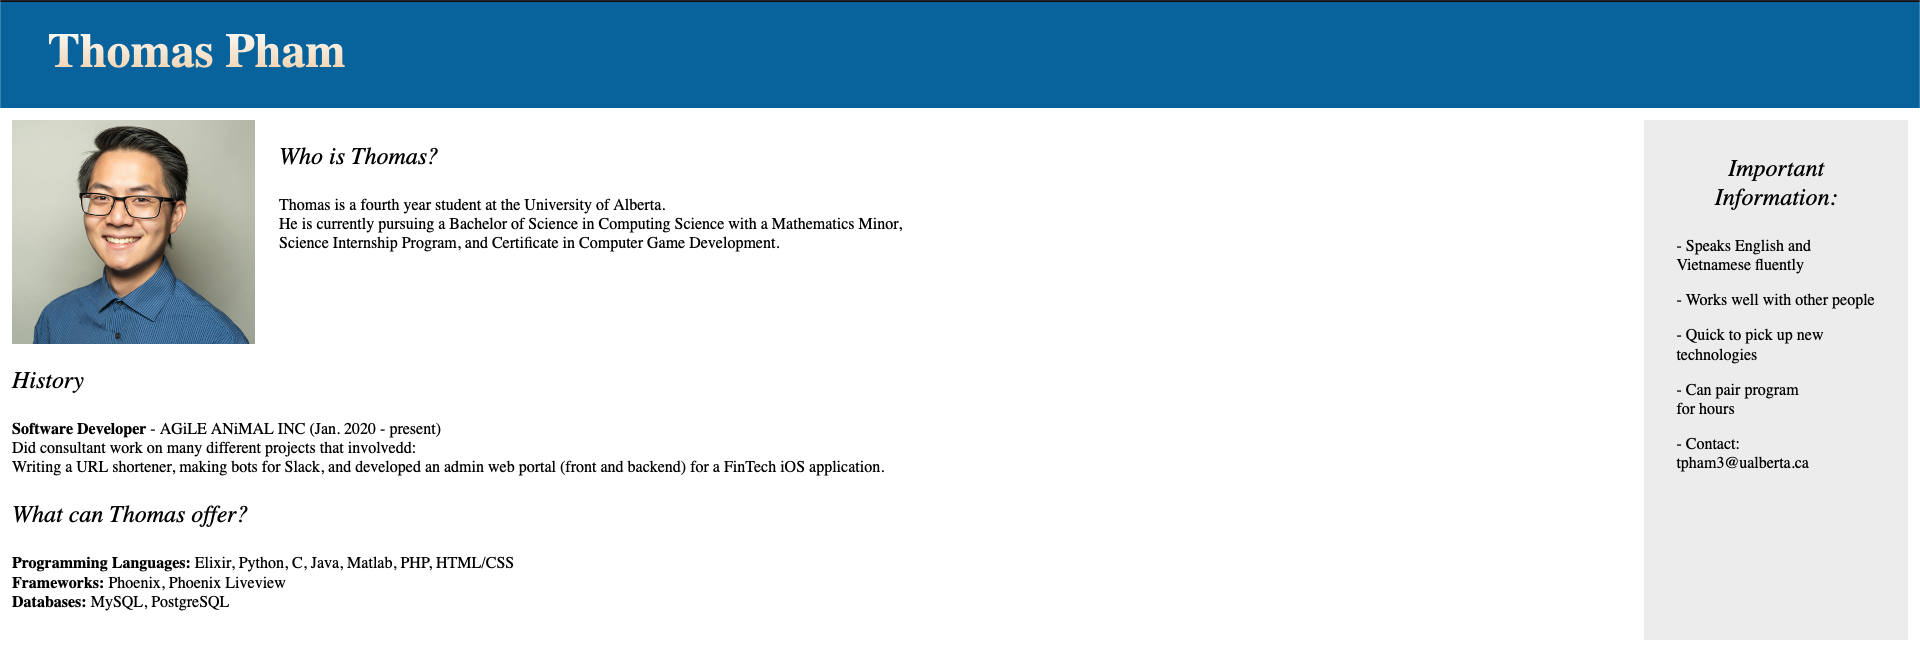 Thomas Pham
Who is Thomas?
Thomas is a fourth year student at the University of Alberta.
He is currently pursuing a Bachelor of Science in Computing Science with a Mathematics Minor,
Science Internship Program, and Certificate in Computer Game Development.
History
Software Developer - AGiLE ANiMAL INC (Jan. 2020 - present)
Did consultant work on many different projects that involvedd:
Writing a URL shortener, making bots for Slack, and developed an admin web portal (front and backend) for a FinTech iOS application.
What can Thomas offer?
Programming Languages: Elixir, Python, C, Java, Matlab, PHP, HTML/CSS
Frameworks: Phoenix, Phoenix Liveview
Databases: MySQL, PostgreSQL
Important
Information:
- Speaks English and
Vietnamese fluently
- Works well with other people
- Quick to pick up new
technologies
- Can pair program
for hours
- Contact:
tpham3@ualberta.ca